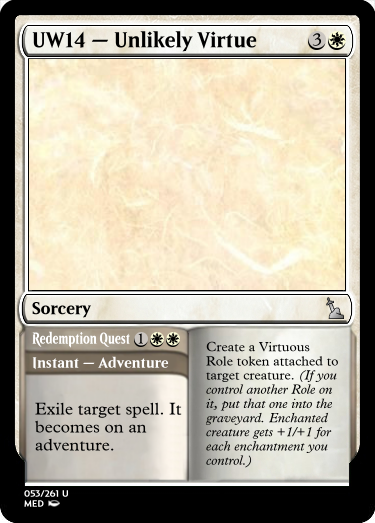 UW14 — Unlikely Virtue 3
Sorcery
Redemption Quest 1
Instant — Adventure
Exile target spell. It
becomes on an
adventure.
Create a Virtuous
Role token attached to
target creature. (If you
control another Role on
it, put that one into the
graveyard. Enchanted
creature gets +1/+1 for
each enchantment you
control.)
053/261 U
MED